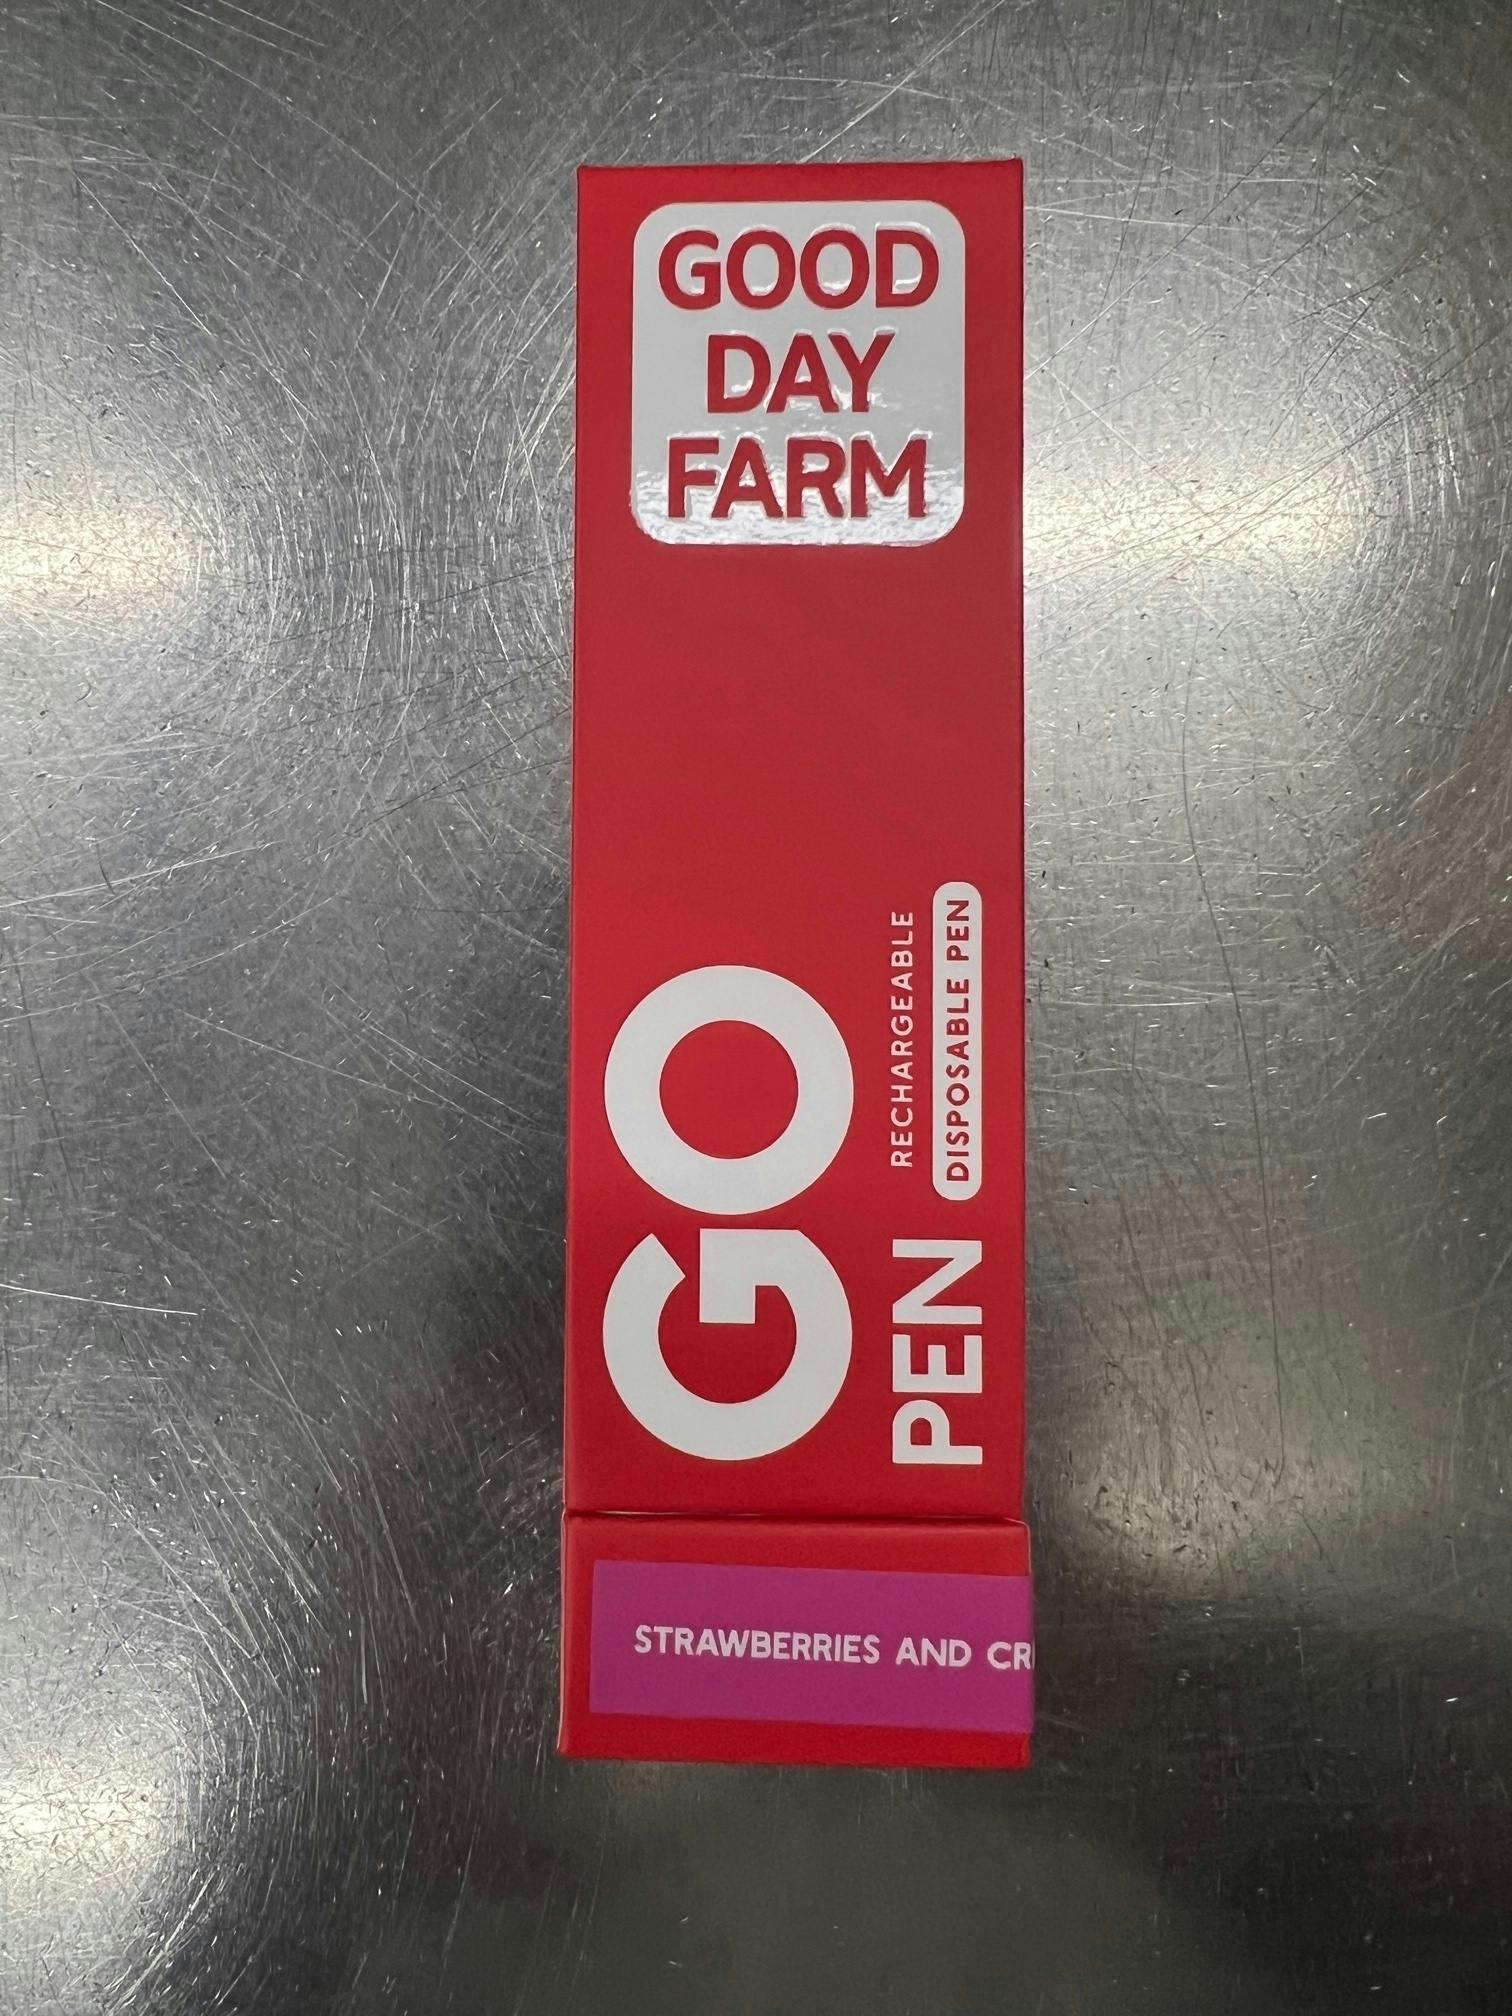 GOOD
DAY
FARM
GO
PEN
RECHARGEABLE
DISPOSABLE PEN
STRAWBERRIES AND